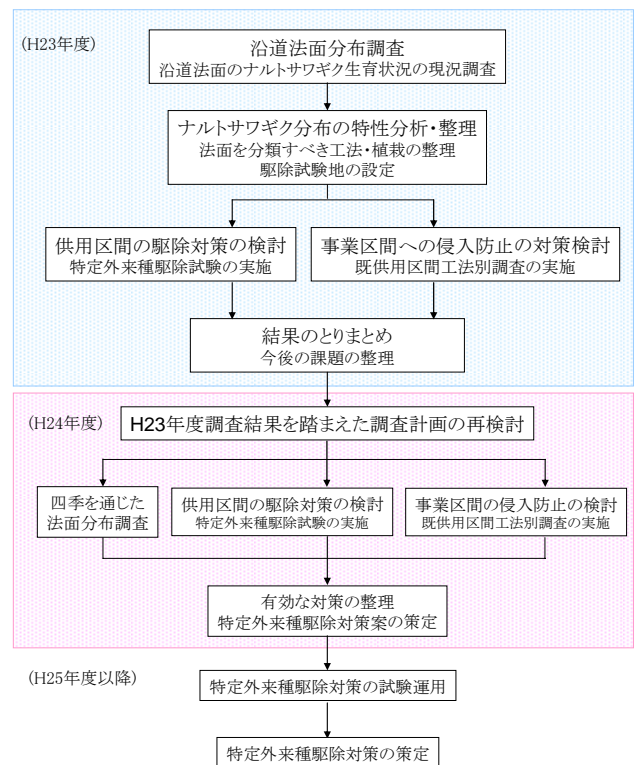 (H23年度)
沿道法面分布調査
沿道法面のナルトサワギク生育状況の現況調査
ナルトサワギク分布の特性分析・整理
法面を分類すべき工法・植栽の整理
駆除試験地の設定
供用区間の駆除対策の検討
特定外来種駆除試験の実施
事業区間への侵入防止の対策検討
既供用区間工法別調査の実施
結果のとりまとめ
今後の課題の整理
(H24年度)
H23年度調査結果を踏まえた調査計画の再検討
四季を通じた
法面分布調査
供用区間の駆除対策の検討
特定外来種駆除試験の実施
事業区間の侵入防止の検討
既供用区間工法別調査の実施
有効な対策の整理
特定外来種駆除対策案の策定
(H25年度以降)
特定外来種駆除対策の試験運用
特定外来種駆除対策の策定